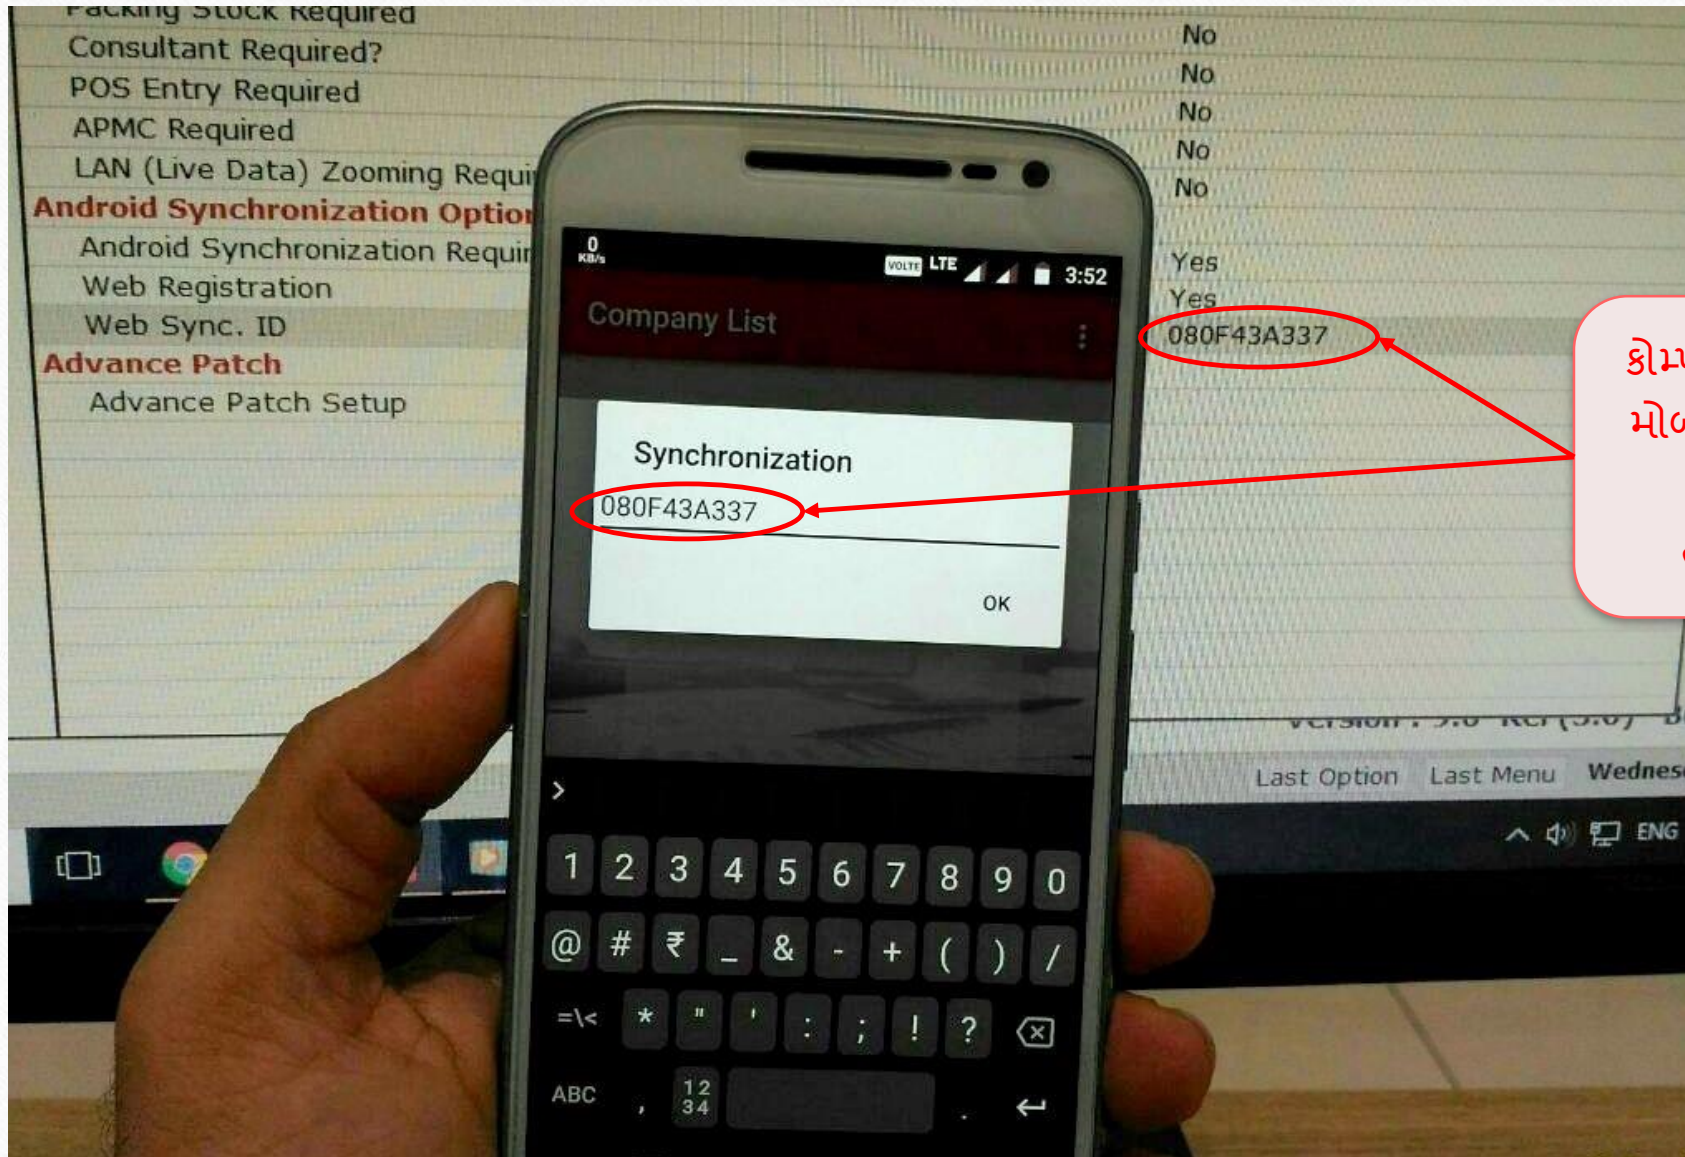 Packing Stock Required No
Consultant Required? No
POS Entry Required No
APMC Required No
LAN (Live Data) Zooming No
Android Synchronization
Android Synchronization Yes
Web Registration Yes
Web Sync. ID 080F43A337
Advance Patch
Advance Patch Setup
0
KB/s
VOLTE LTE 3:52
Company List
Synchronization
080F43A337
OK
1 2 3 4 5 6 7 8 9 0
@ # ₹ _ & - + ( ) /
=\< * " ' : ; ! ?
ABC , 12
34 .
Last Option Last Menu
ENG